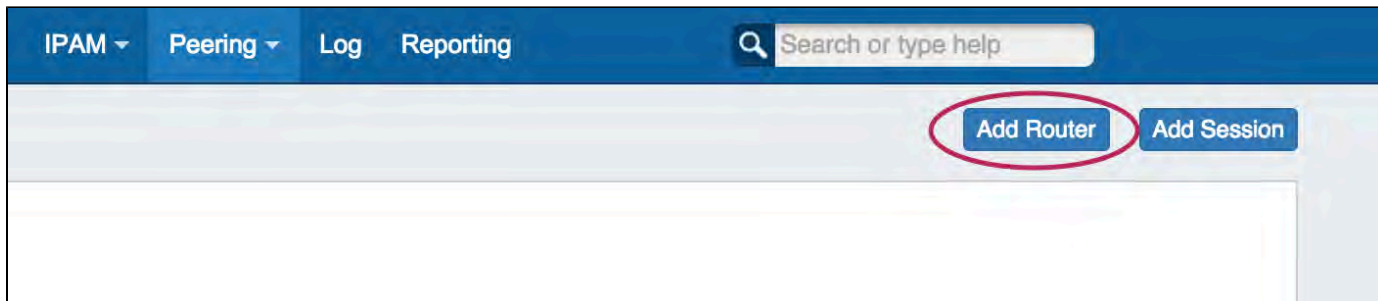 IPAM Peering Log Reporting Search or type help
Add Router Add Session